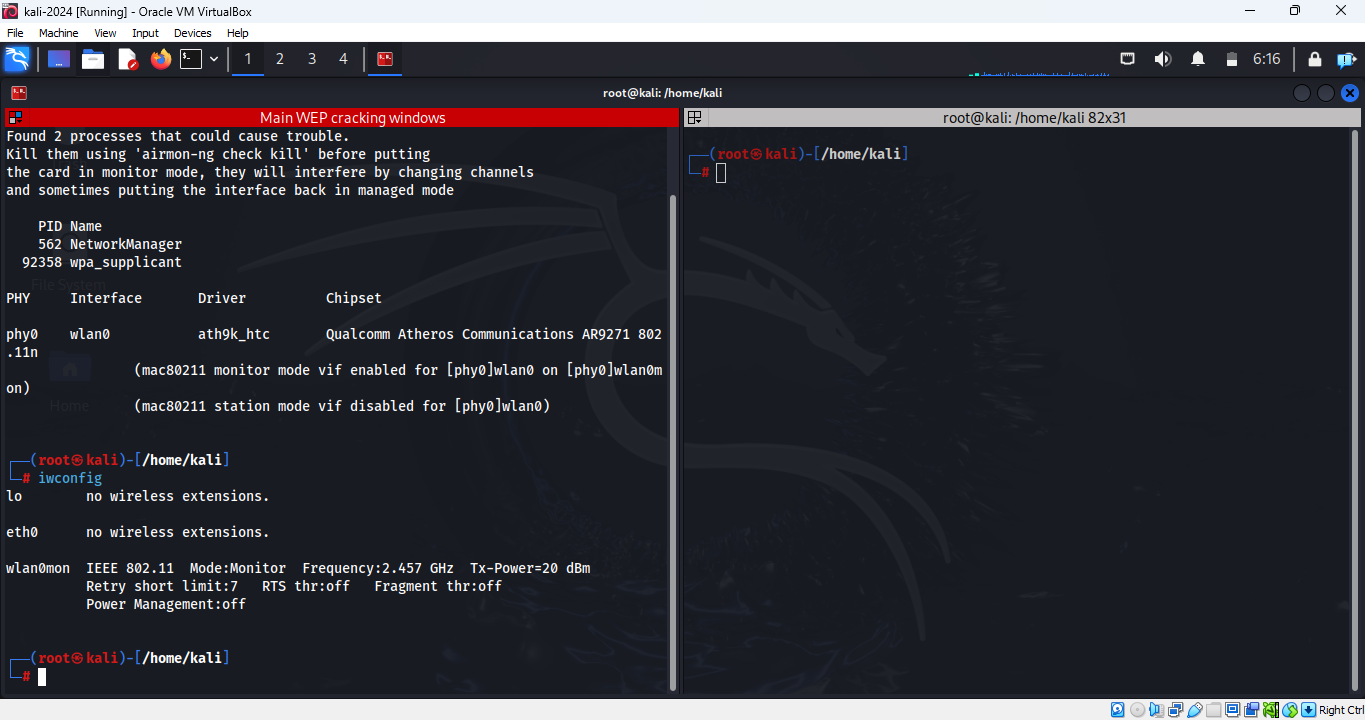 kali-2024 [Running] - Oracle VM VirtualBox
File Machine View Input Devices Help
1 2 3 4 6:16
root@kali: /home/kali
Main WEP cracking windows
Found 2 processes that could cause trouble.
Kill them using 'airmon-ng check kill' before putting
the card in monitor mode, they will interfere by changing channels
and sometimes putting the interface back in managed mode
PID Name
562 NetworkManager
92358 wpa_supplicant
File System
PHY Interface Driver Chipset
phy0 wlan0 ath9k_htc Qualcomm Atheros Communications AR9271 802
.11n
(mac80211 monitor mode vif enabled for [phy0]wlan0 on [phy0]wlan0m
on)
Home
(mac80211 station mode vif disabled for [phy0]wlan0)
┌──(root㉿kali)-[/home/kali]
└─# iwconfig
lo no wireless extensions.
eth0 no wireless extensions.
wlan0mon IEEE 802.11 Mode:Monitor Frequency:2.457 GHz Tx-Power=20 dBm
Retry short limit:7 RTS thr:off Fragment thr:off
Power Management:off
┌──(root㉿kali)-[/home/kali]
└─#
root@kali: /home/kali 82x31
┌──(root㉿kali)-[/home/kali]
└─#
Right Ctrl